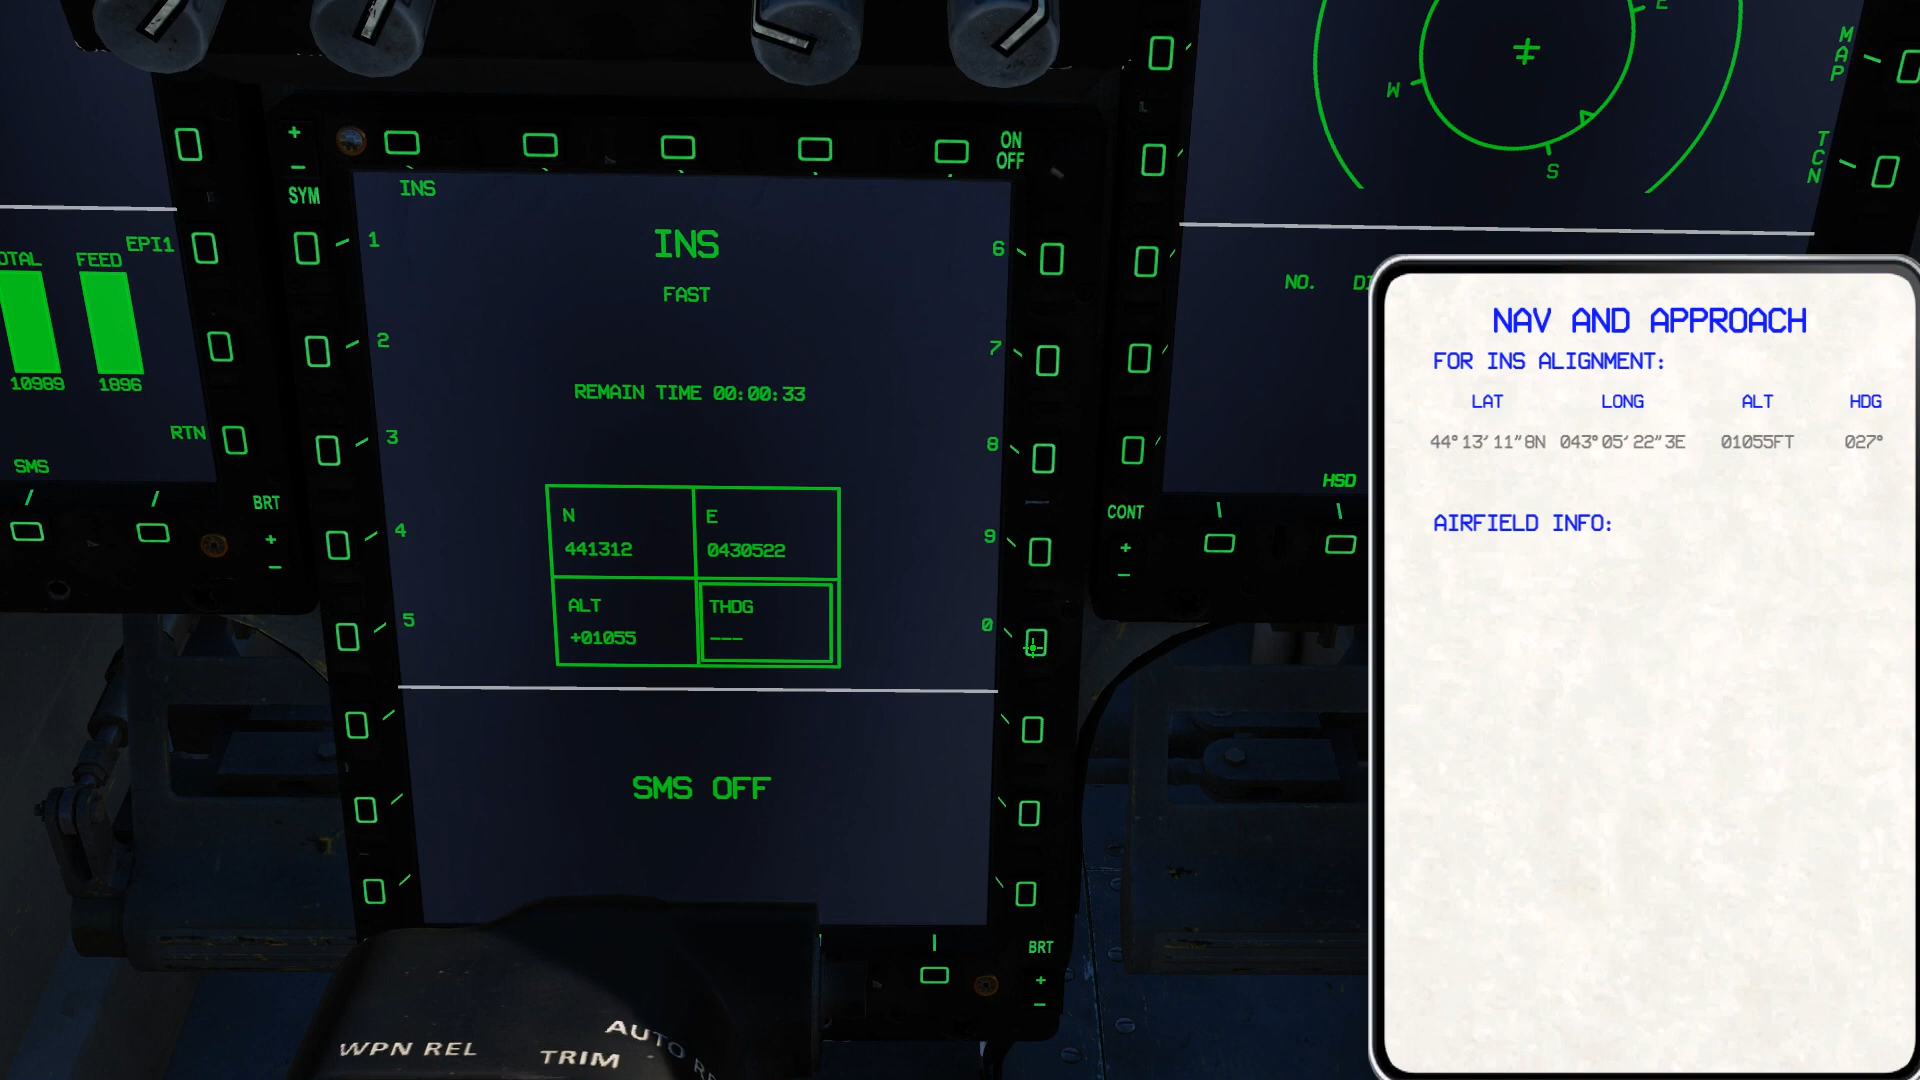 E
W
S
M
A
P
T
C
N
+
-
SYM
ON
OFF
INS
1
INS
6
FAST
2
7
REMAIN TIME 00:00:33
3
8
N
441312
E
0430522
4
9
ALT
+01055
THDG
---
5
0
SMS OFF
OTAL
FEED
EPI1
10989
1896
RTN
SMS
BRT
+
-
NO.
HSD
CONT
+
-
BRT
+
-
WPN REL
TRIM
AUTO
NAV AND APPROACH
FOR INS ALIGNMENT:
LAT LONG ALT HDG
44°13'11"8N 043°05'22"3E 01055FT 027°
AIRFIELD INFO: